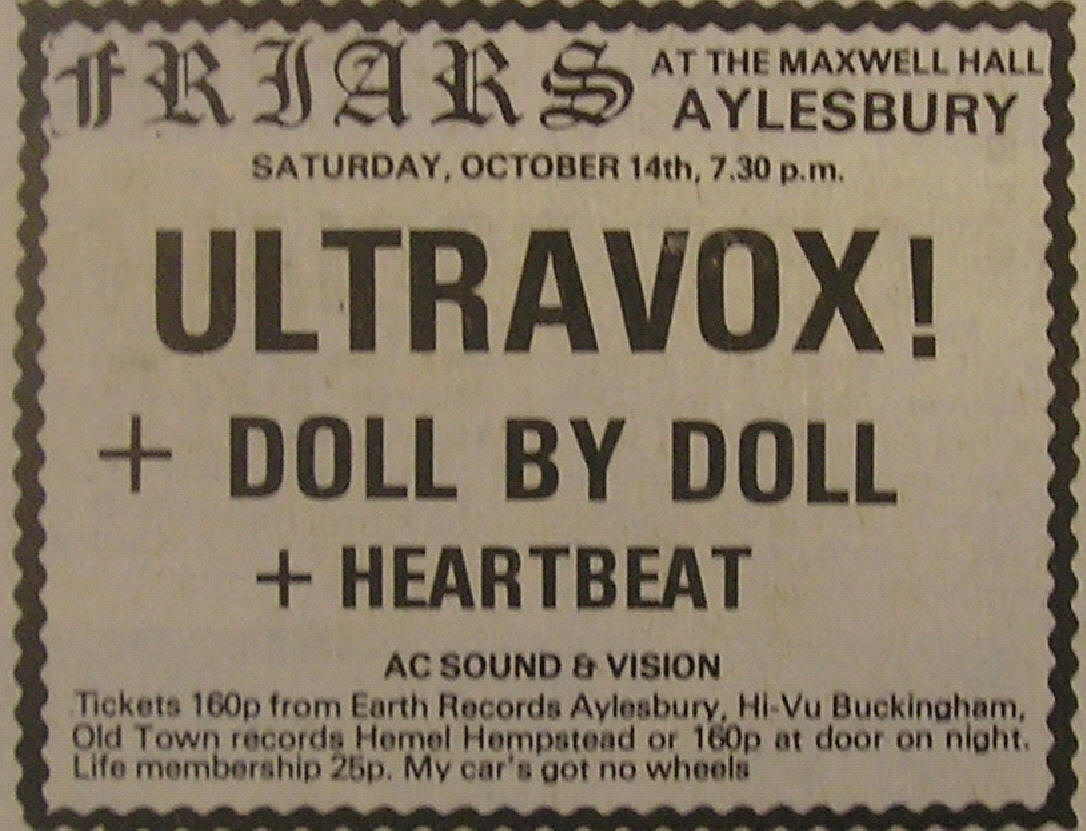 fRIARS AT THE MAXWELL HALL
AYLESBURY
SATURDAY, OCTOBER 14th, 7.30 p.m.
ULTRAVOX!
+ DOLL BY DOLL
+ HEARTBEAT
AC SOUND & VISION
Tickets 160p from Earth Records Aylesbury, Hi-Vu Buckingham,
Old Town records Hemel Hempstead or 160p at door on night.
Life membership 25p. My car's got no wheels